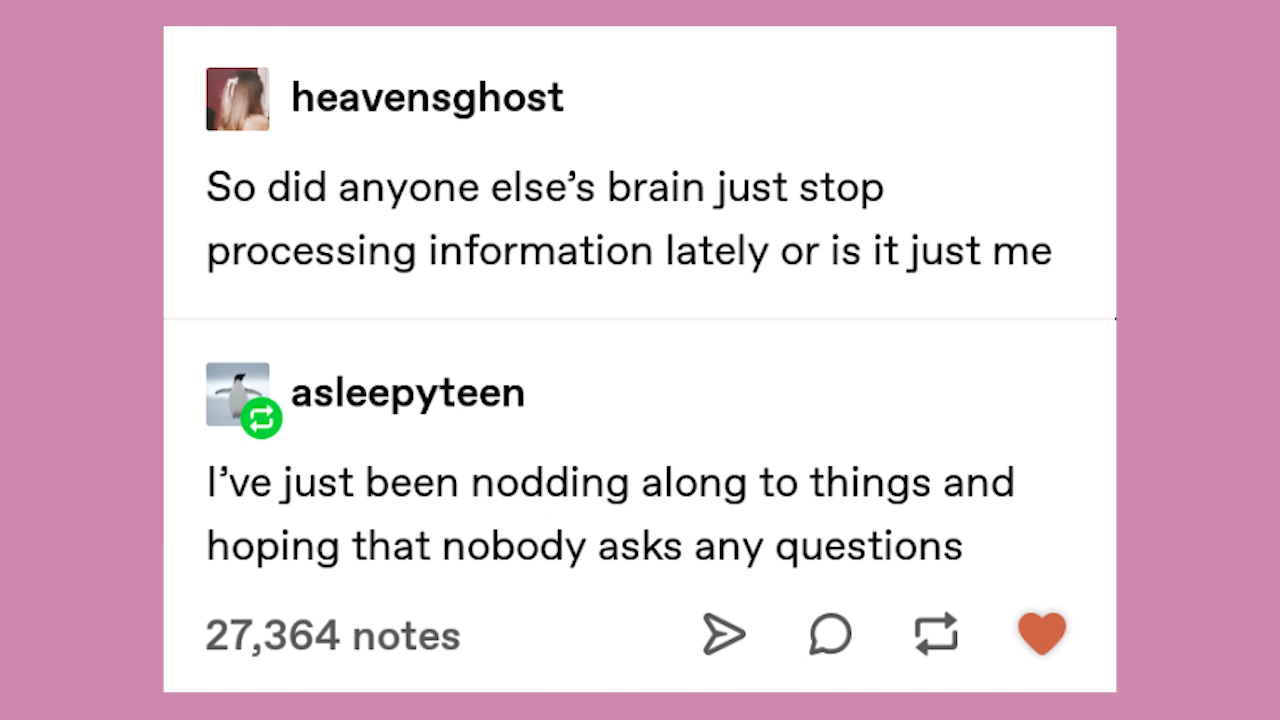 heavensghost
So did anyone else’s brain just stop
processing information lately or is it just me
asleepyteen
I’ve just been nodding along to things and
hoping that nobody asks any questions
27,364 notes